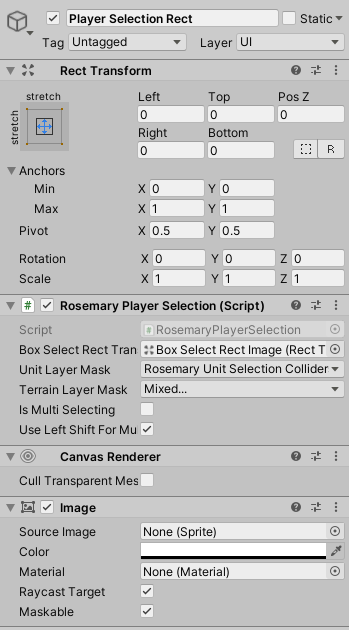 Player Selection Rect Static
Tag Untagged Layer UI
Rect Transform
stretch
stretch
Left Top Pos Z
0 0 0
Right Bottom
0 0 R
Anchors
Min X 0 Y 0
Max X 1 Y 1
Pivot X 0.5 Y 0.5
Rotation X 0 Y 0 Z 0
Scale X 1 Y 1 Z 1
# Rosemary Player Selection (Script)
Script # RosemaryPlayerSelection
Box Select Rect Tran Box Select Rect Image (Rect T
Unit Layer Mask Rosemary Unit Selection Collider
Terrain Layer Mask Mixed...
Is Multi Selecting
Use Left Shift For Mu
Canvas Renderer
Cull Transparent Mes
Image
Source Image None (Sprite)
Color
Material None (Material)
Raycast Target
Maskable